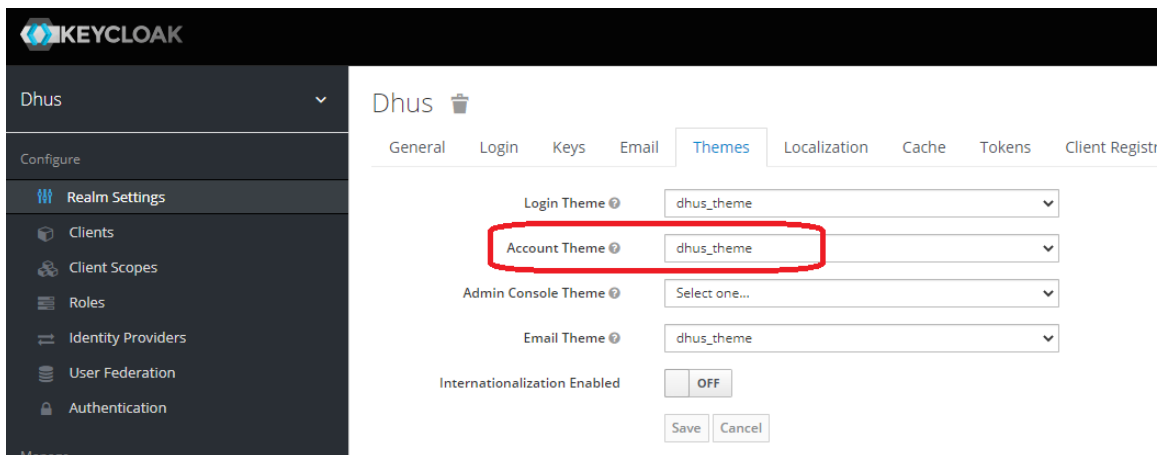 KEYCLOAK
Dhus
Configure
Realm Settings
Clients
Client Scopes
Roles
Identity Providers
User Federation
Authentication
Dhus
General Login Keys Email Themes Localization Cache Tokens Client Registr
Login Theme dhus_theme
Account Theme dhus_theme
Admin Console Theme Select one...
Email Theme dhus_theme
Internationalization Enabled OFF
Save Cancel